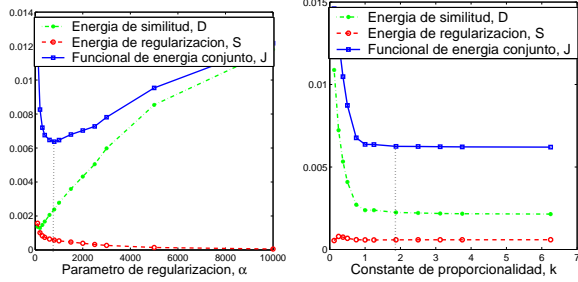 0.014
0.012
0.01
0.008
0.006
0.004
0.002
0
Energia de similitud, D
Energia de regularizacion, S
Funcional de energia conjunto, J
0 2000 4000 6000 8000 10000
Parametro de regularizacion, α
0.015
0.01
0.005
0
Energia de similitud, D
Energia de regularizacion, S
Funcional de energia conjunto, J
0 1 2 3 4 5 6 7
Constante de proporcionalidad, k